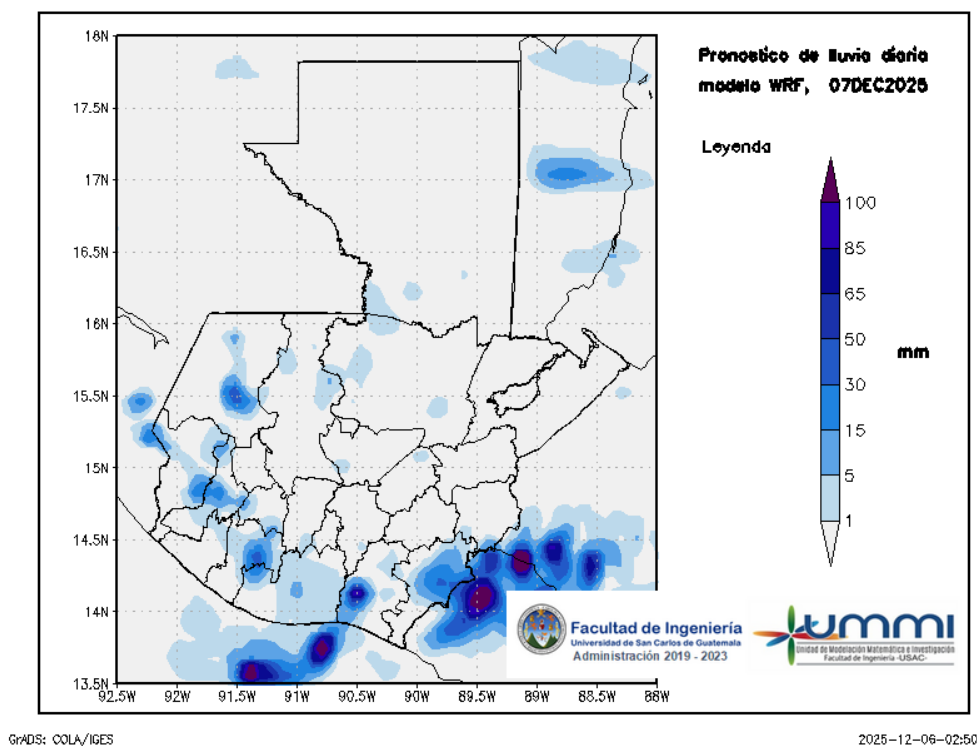 Pronostico de lluvia diaria
modelo WRF, 07DEC2025
Leyenda
100
85
65
50
30
15
5
1
mm
18N
17.5N
17N
16.5N
16N
15.5N
15N
14.5N
14N
13.5N
92.5W
92W
91.5W
91W
90.5W
90W
89.5W
89W
88.5W
88W
Facultad de Ingeniería
Universidad de San Carlos de Guatemala
Administración 2019 - 2023
ummi
Unidad de Modelación Matemática e Investigación
Facultad de Ingeniería -USAC-
GrADS: COLA/IGES
2025-12-06-02:50